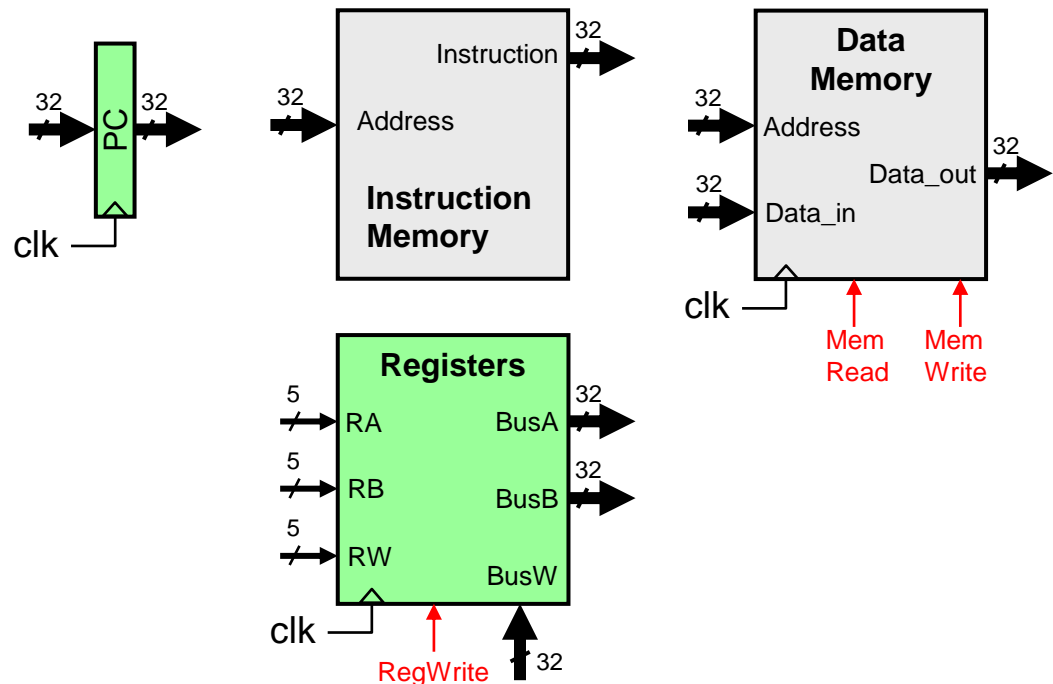 32
32
PC
clk
32
Address
Instruction
32
Instruction
Memory
Data
Memory
32
Address
32
Data_in
Data_out
32
clk
Mem
Read
Mem
Write
Registers
5
RA
5
RB
5
RW
BusA
32
BusB
32
BusW
clk
RegWrite
32